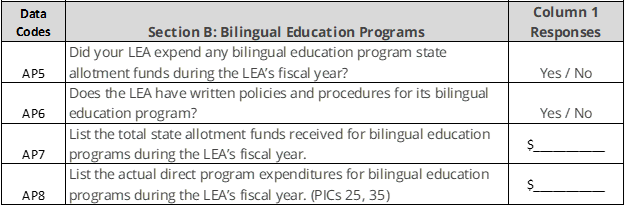 Data
Codes
Section B: Bilingual Education Programs
Column 1
Responses
AP5
Did your LEA expend any bilingual education program state
allotment funds during the LEA's fiscal year?
Yes / No
AP6
Does the LEA have written policies and procedures for its bilingual
education program?
Yes / No
AP7
List the total state allotment funds received for bilingual education
programs during the LEA's fiscal year.
$___________
AP8
List the actual direct program expenditures for bilingual education
programs during the LEA's fiscal year. (PICs 25, 35)
$___________